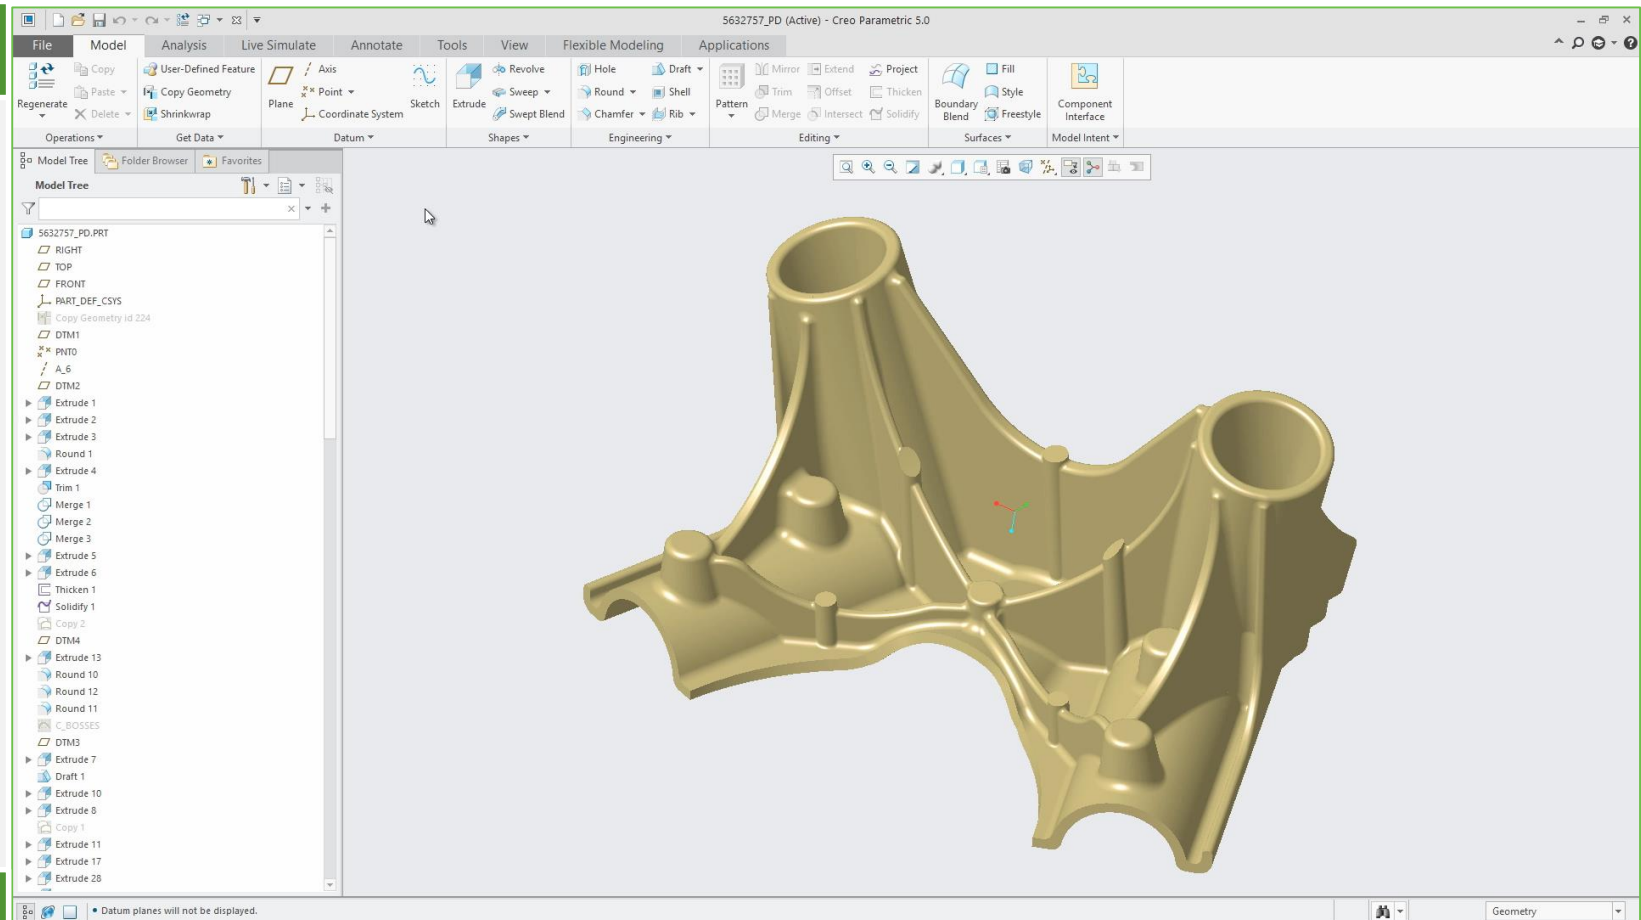 5632757_PD (Active) - Creo Parametric 5.0
File Model Analysis Live Simulate Annotate Tools View Flexible Modeling Applications
Regenerate
Copy
Paste
Delete
Operations
User-Defined Feature
Copy Geometry
Shrinkwrap
Get Data
Plane
Axis
Point
Coordinate System
Sketch
Datum
Extrude
Revolve
Sweep
Swept Blend
Shapes
Hole
Round
Chamfer
Draft
Shell
Rib
Engineering
Pattern
Mirror
Trim
Merge
Extend
Offset
Intersect
Project
Thicken
Solidify
Editing
Boundary
Blend
Fill
Style
Freestyle
Surfaces
Component
Interface
Model Intent
Model Tree Folder Browser Favorites
Model Tree
5632757_PD.PRT
RIGHT
TOP
FRONT
PART_DEF_CSYS
Copy Geometry id 224
DTM1
PNT0
A_6
DTM2
Extrude 1
Extrude 2
Extrude 3
Round 1
Extrude 4
Trim 1
Merge 1
Merge 2
Merge 3
Extrude 5
Extrude 6
Thicken 1
Solidify 1
Copy 2
DTM4
Extrude 13
Round 10
Round 12
Round 11
C_BOSSES
DTM3
Extrude 7
Draft 1
Extrude 10
Extrude 8
Copy 1
Extrude 11
Extrude 17
Extrude 28
• Datum planes will not be displayed.
Geometry